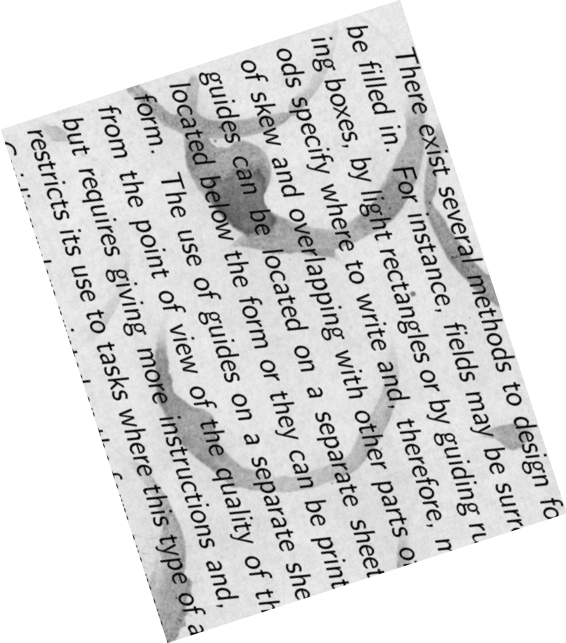 There exist several methods to design fo
be filled in. For instance, fields may be surr
ing boxes, by light rectangles or by guiding ru
ods specify where to write and, therefore, m
of skew and overlapping with other parts o
guides can be located on a separate sheet
located below the form or they can be print
form. The use of guides on a separate she
from the point of view of the quality of th
but requires giving more instructions and,
restricts its use to tasks where this type of a